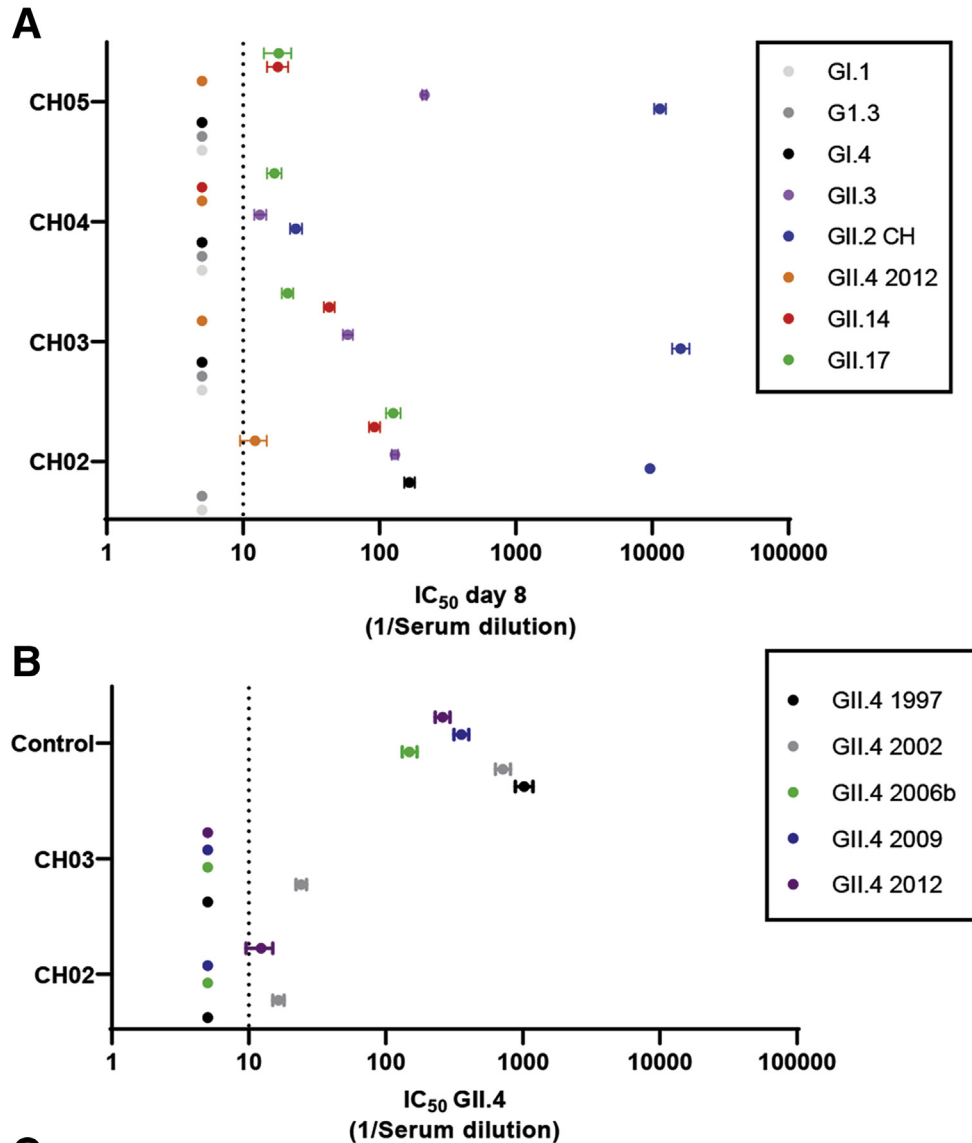 A
CH05
CH04
CH03
CH02
1 10 100 1000 10000 100000
IC50 day 8
(1/Serum dilution)
GI.1
G1.3
GI.4
GII.3
GII.2 CH
GII.4 2012
GII.14
GII.17
B
Control
CH03
CH02
1 10 100 1000 10000 100000
IC50 GII.4
(1/Serum dilution)
GII.4 1997
GII.4 2002
GII.4 2006b
GII.4 2009
GII.4 2012